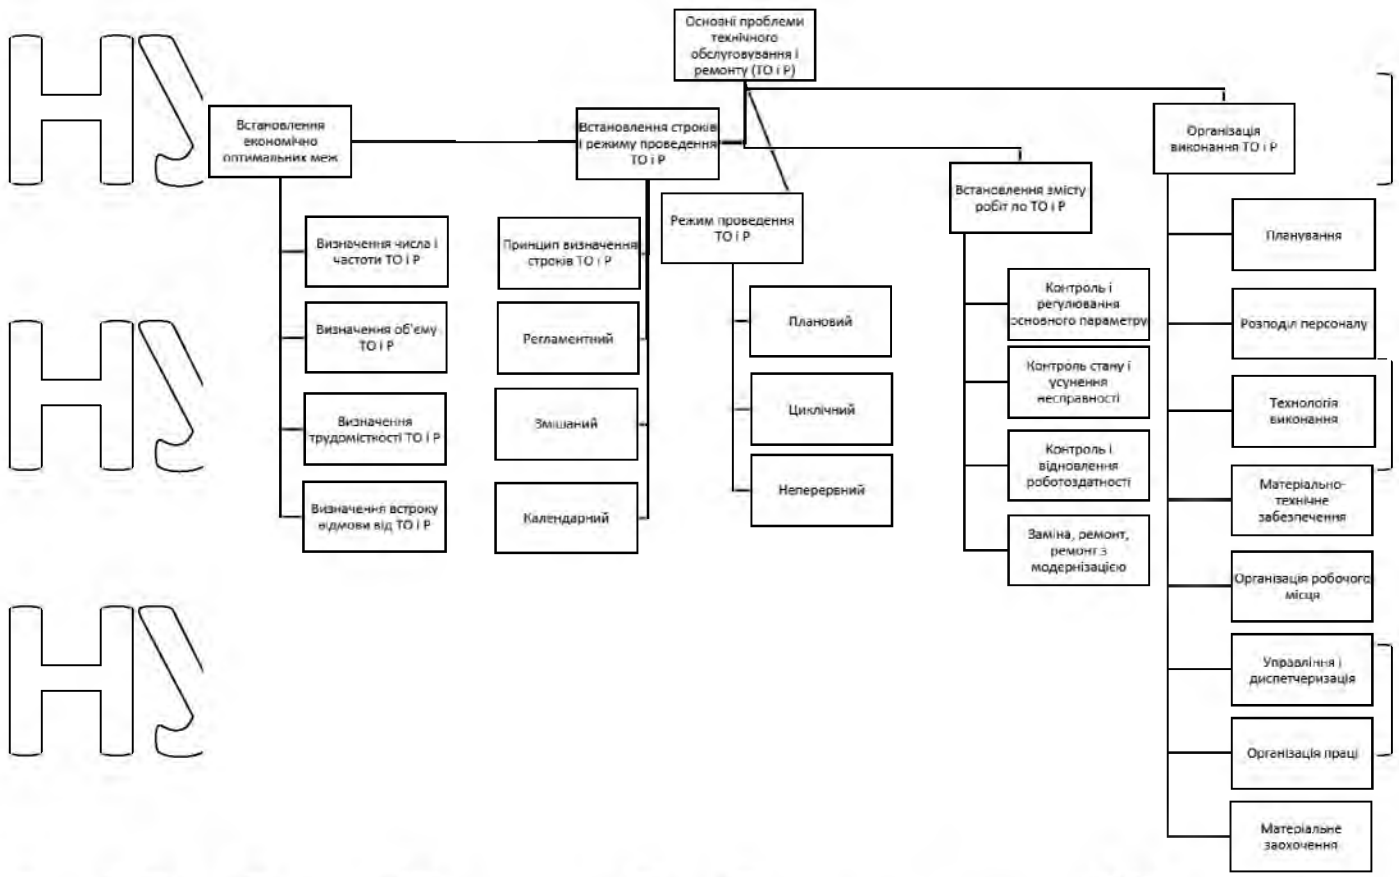 Основні проблеми
технічного
обслуговування і
ремонту (ТО і Р)
Встановлення
економічно
оптимальних меж
Визначення числа і
частоти ТО і Р
Визначення об'єму
ТО і Р
Визначення
трудомісткості ТО і Р
Визначення встроку
відмови від ТО і Р
Встановлення строків
і режиму проведення
ТО і Р
Принцип визначення
строків ТО і Р
Регламентний
Змішаний
Календарний
Режим проведення
ТО і Р
Плановий
Циклічний
Неперервний
Встановлення змісту
робіт по ТО і Р
Контроль і
регулювання
основного параметру
Контроль стану і
усунення
несправності
Контроль і
відновлення
роботоздатності
Заміна, ремонт,
ремонт з
модернізацією
Організація
виконання ТО і Р
Планування
Розподіл персоналу
Технологія
виконання
Матеріально-
технічне
забезпечення
Організація робочого
місця
Управління і
диспетчеризація
Організація праці
Матеріальне
заохочення